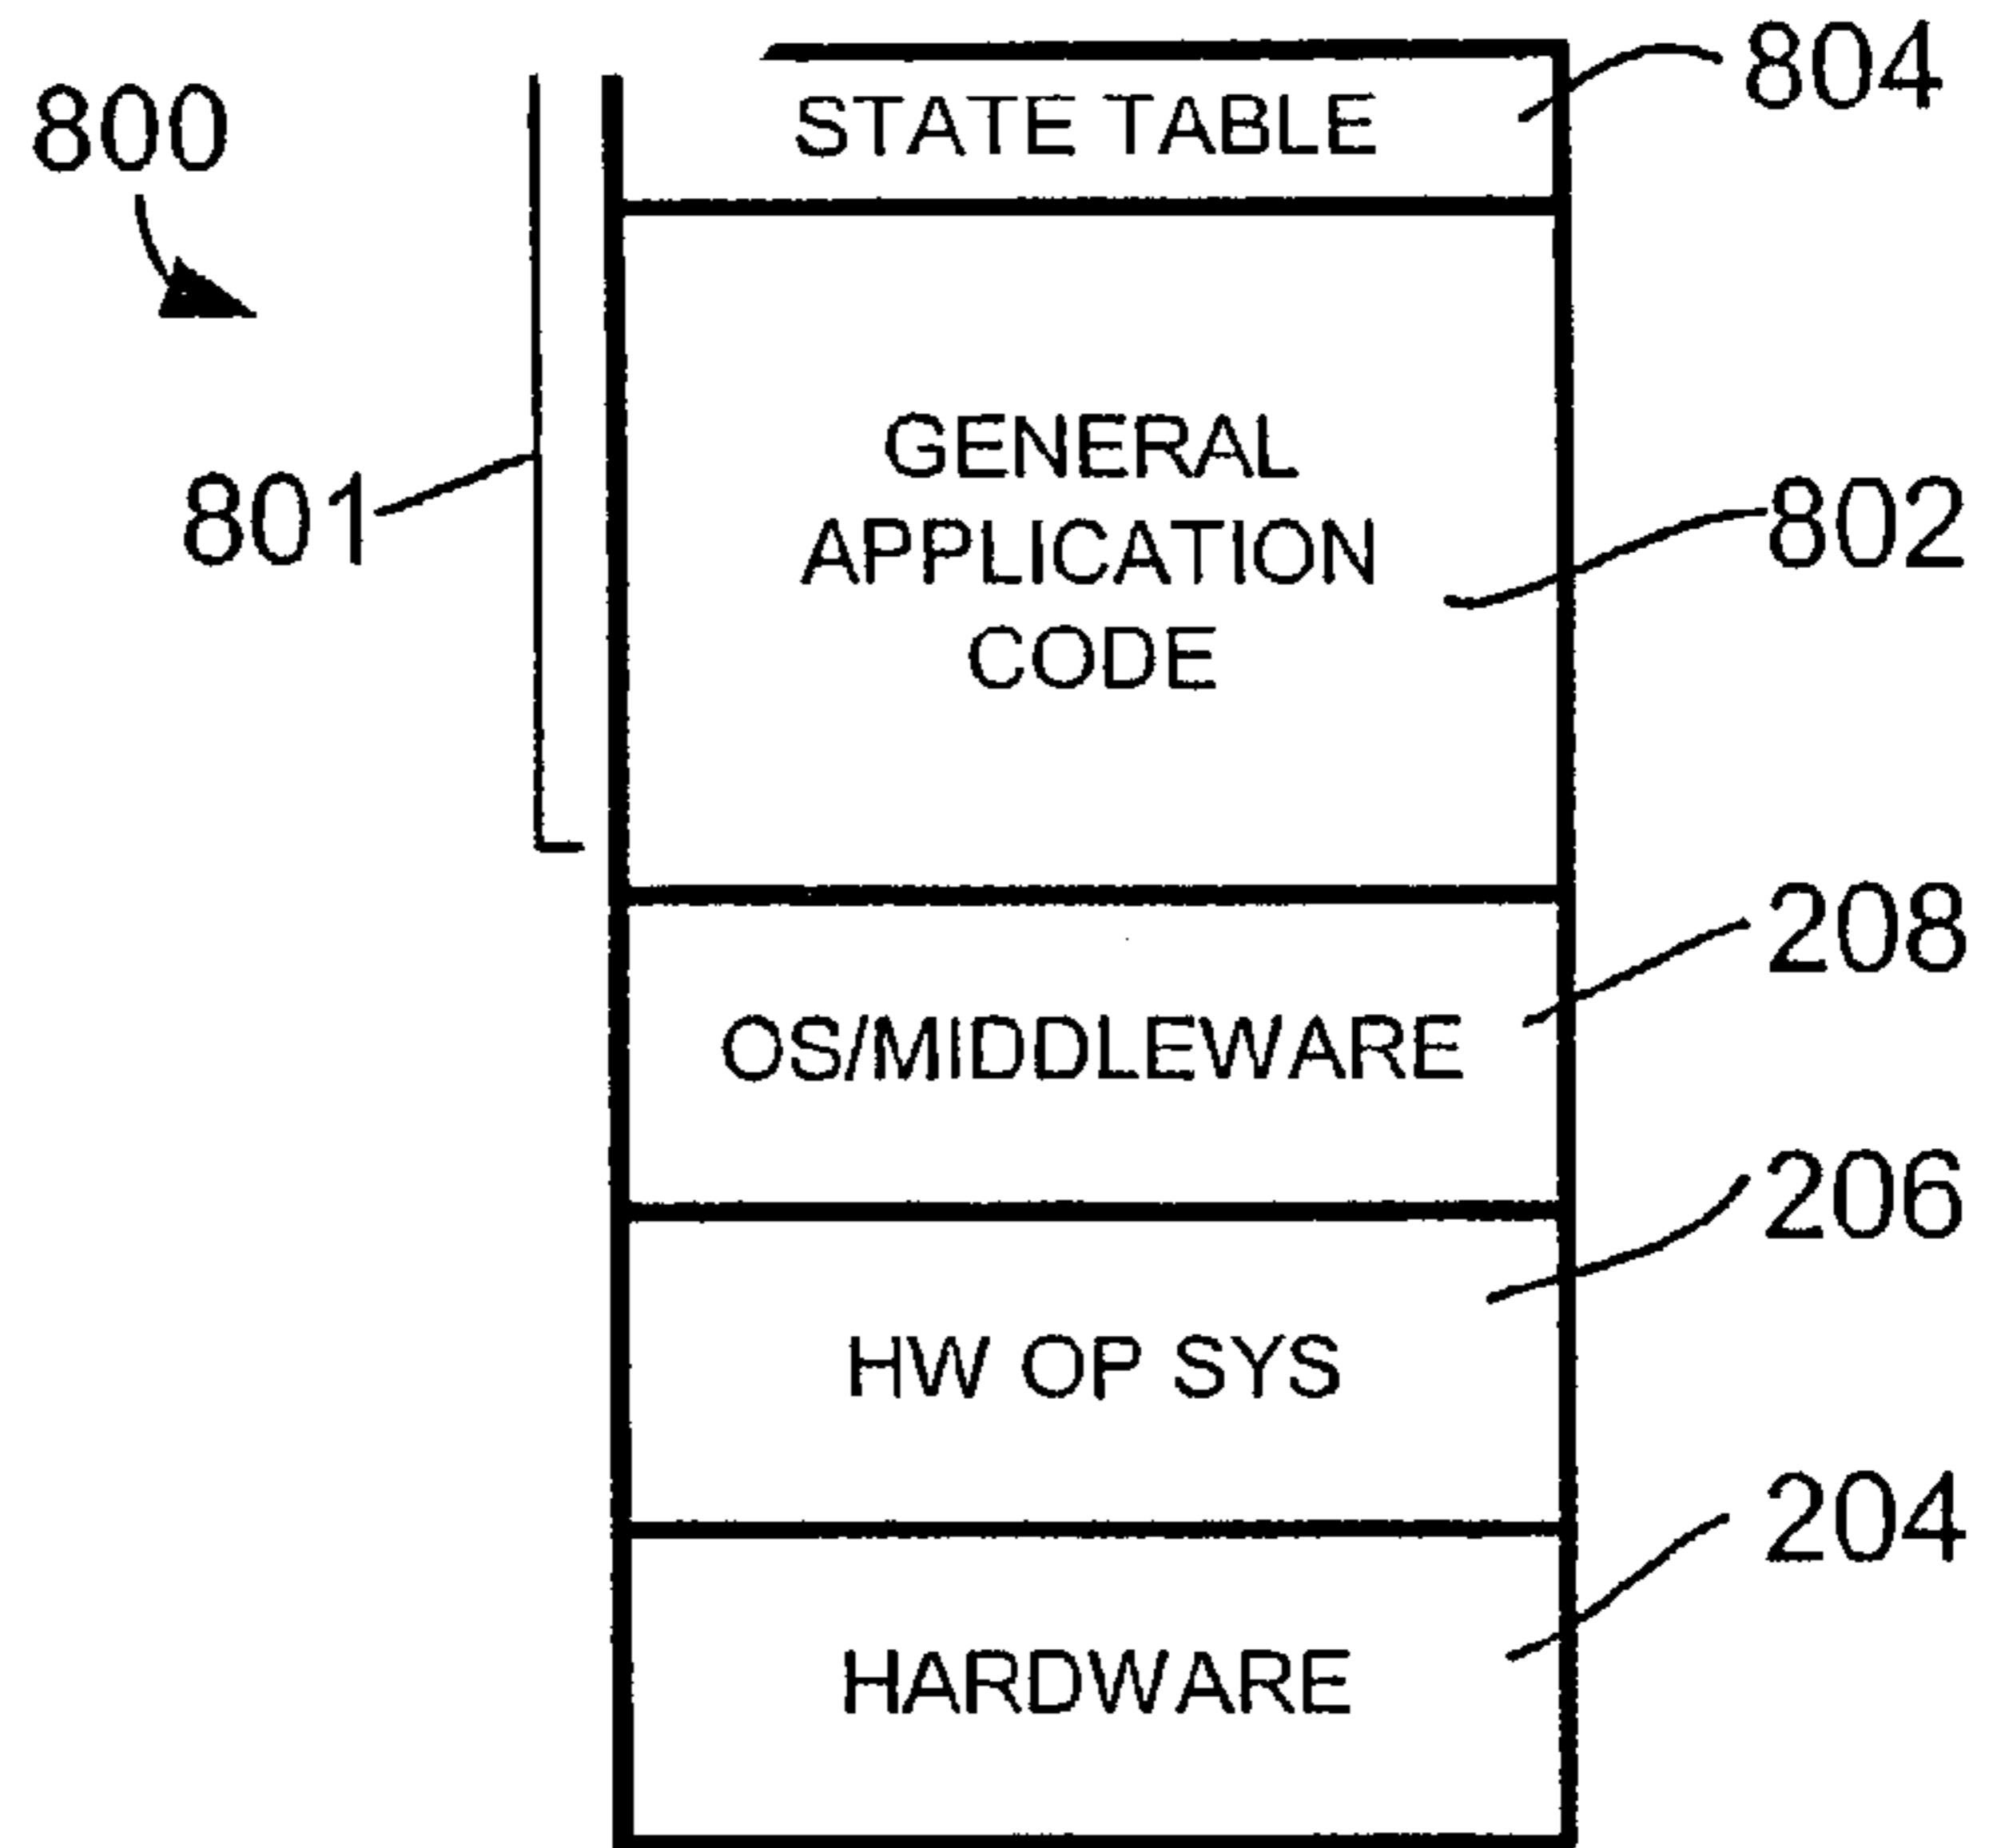 804
800
STATE TABLE
GENERAL
APPLICATION
CODE
801
802
208
OS/MIDDLEWARE
206
HW OP SYS
204
HARDWARE